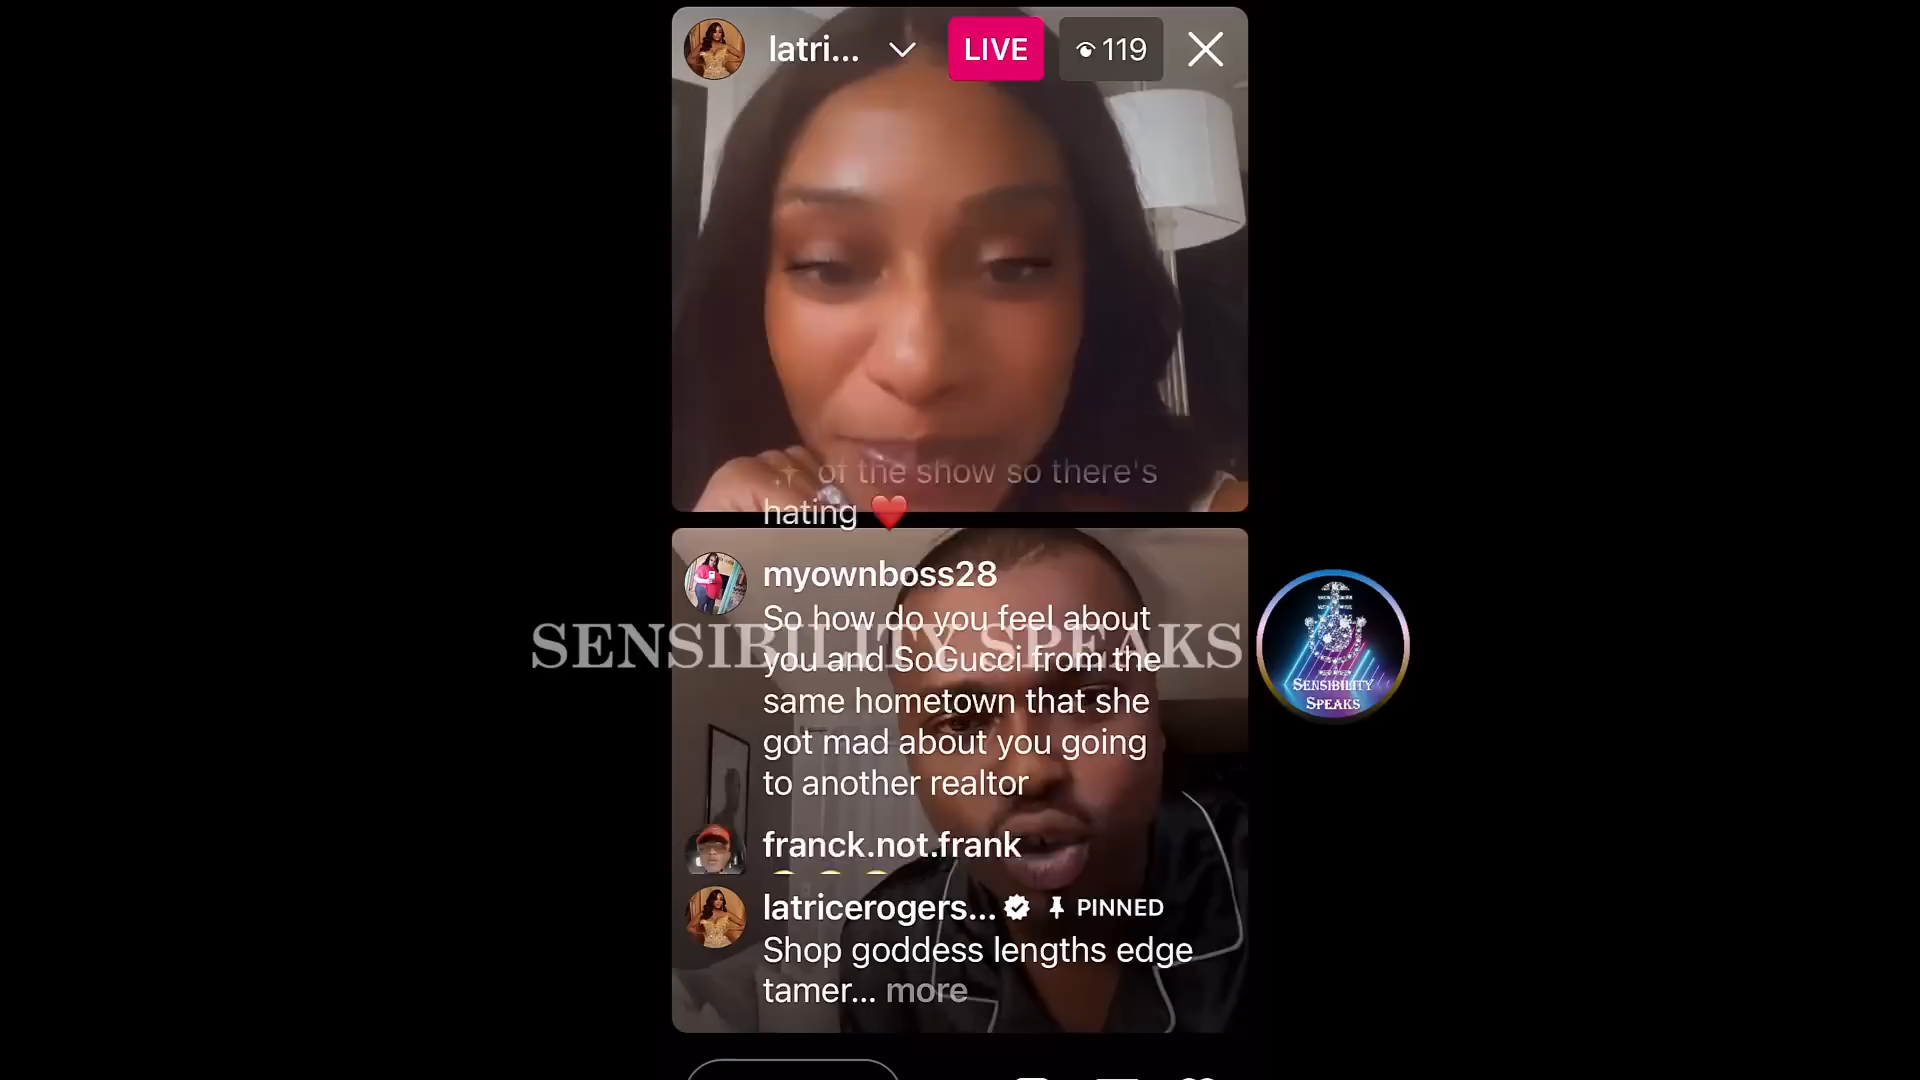 latri...
LIVE
119
of the show so there's
hating
myownboss28
So how do you feel about
you and SoGucci from the
same hometown that she
got mad about you going
to another realtor
SENSIBILITY SPEAKS
SENSIBILITY
SPEAKS
franck.not.frank
latricerogers... PINNED
Shop goddess lengths edge
tamer... more